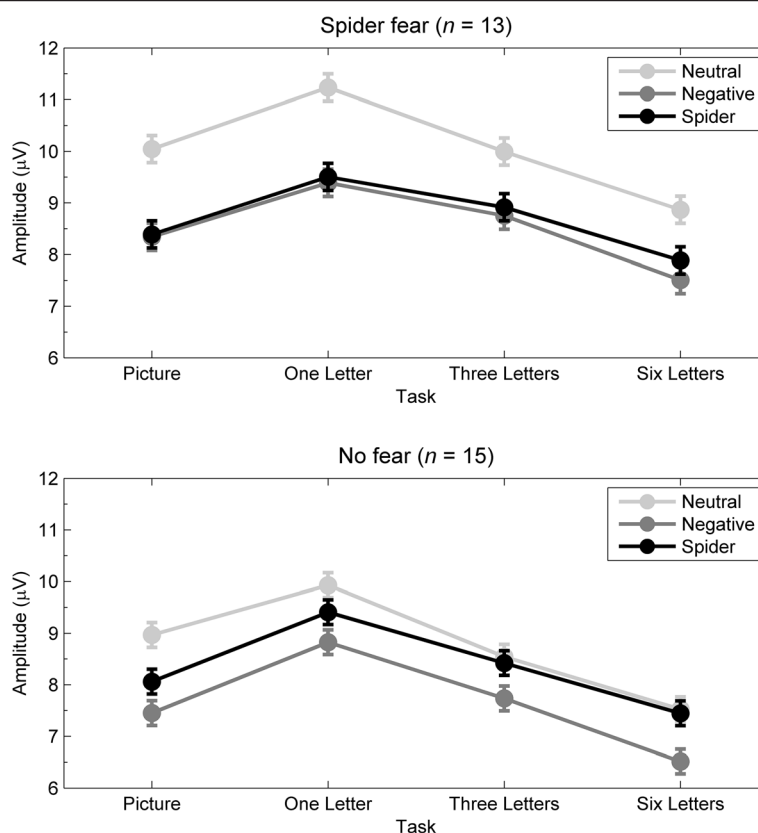 Spider fear (n = 13)
12
11
10
9
8
7
6
Amplitude (μV)
Neutral
Negative
Spider
Picture
One Letter
Three Letters
Six Letters
Task
No fear (n = 15)
12
11
10
9
8
7
6
Amplitude (μV)
Neutral
Negative
Spider
Picture
One Letter
Three Letters
Six Letters
Task